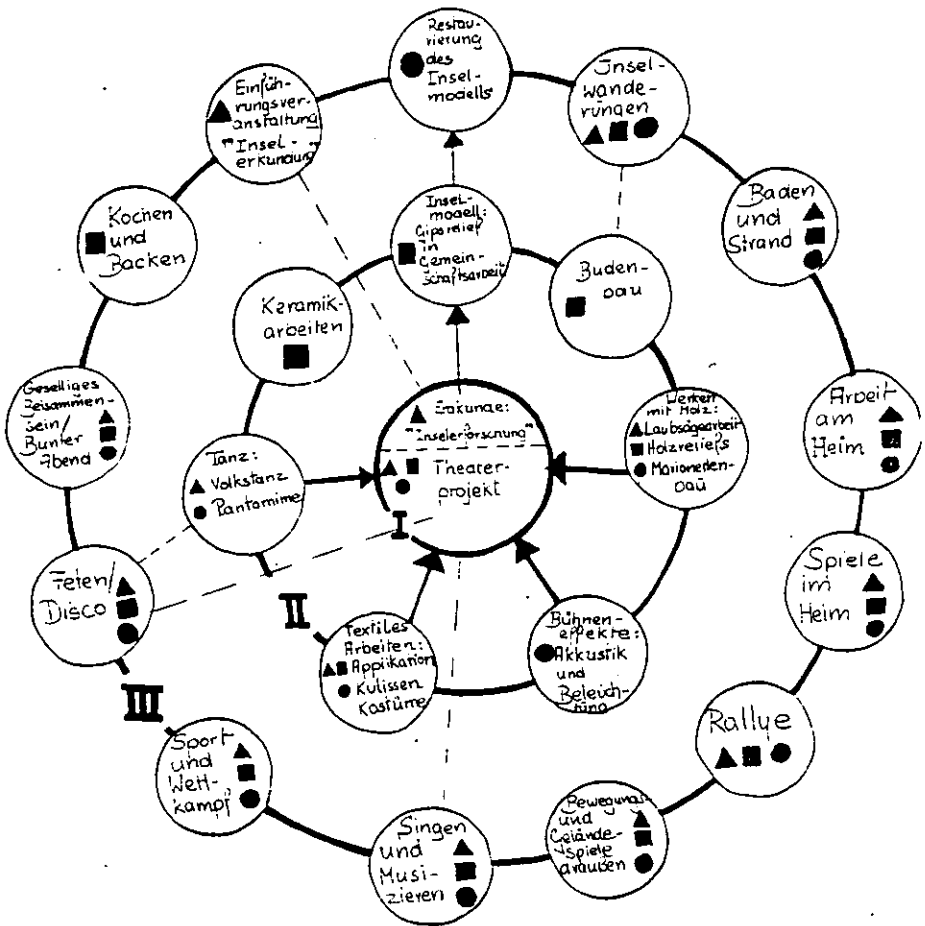 Restau-
rierung
des
Insel-
modells
Einfüh-
rungsver-
anstaltung
"Insel-
erkundung"
Insel-
wande-
rungen
Kochen
und
Backen
Insel-
modell:
Gipsrelief
in
Gemein-
schaftsarbeit
Baden
und
Strand
Keramik-
arbeiten
Buden-
bau
Geselliges
Beisammen-
sein/
Bunter
Abend
Erdkunde:
"Inselerforschung"
Theater-
projekt
I
Werken
mit Holz:
Laubsägearbeit
Holzreliefs
Marionetten-
bau
Arbeit
am
Heim
Tanz:
Volkstanz
Pantomime
Feten/
Disco
II
Textiles
Arbeiten:
Applikation
Kulissen
Kostüme
Bühnen-
effekte:
Akkustik
und
Beleuch-
tung
Spiele
im
Heim
III
Sport
und
Wett-
kampf
Rallye
Singen
und
Musi-
zieren
Bewegungs-
und
Gelände-
spiele
draußen